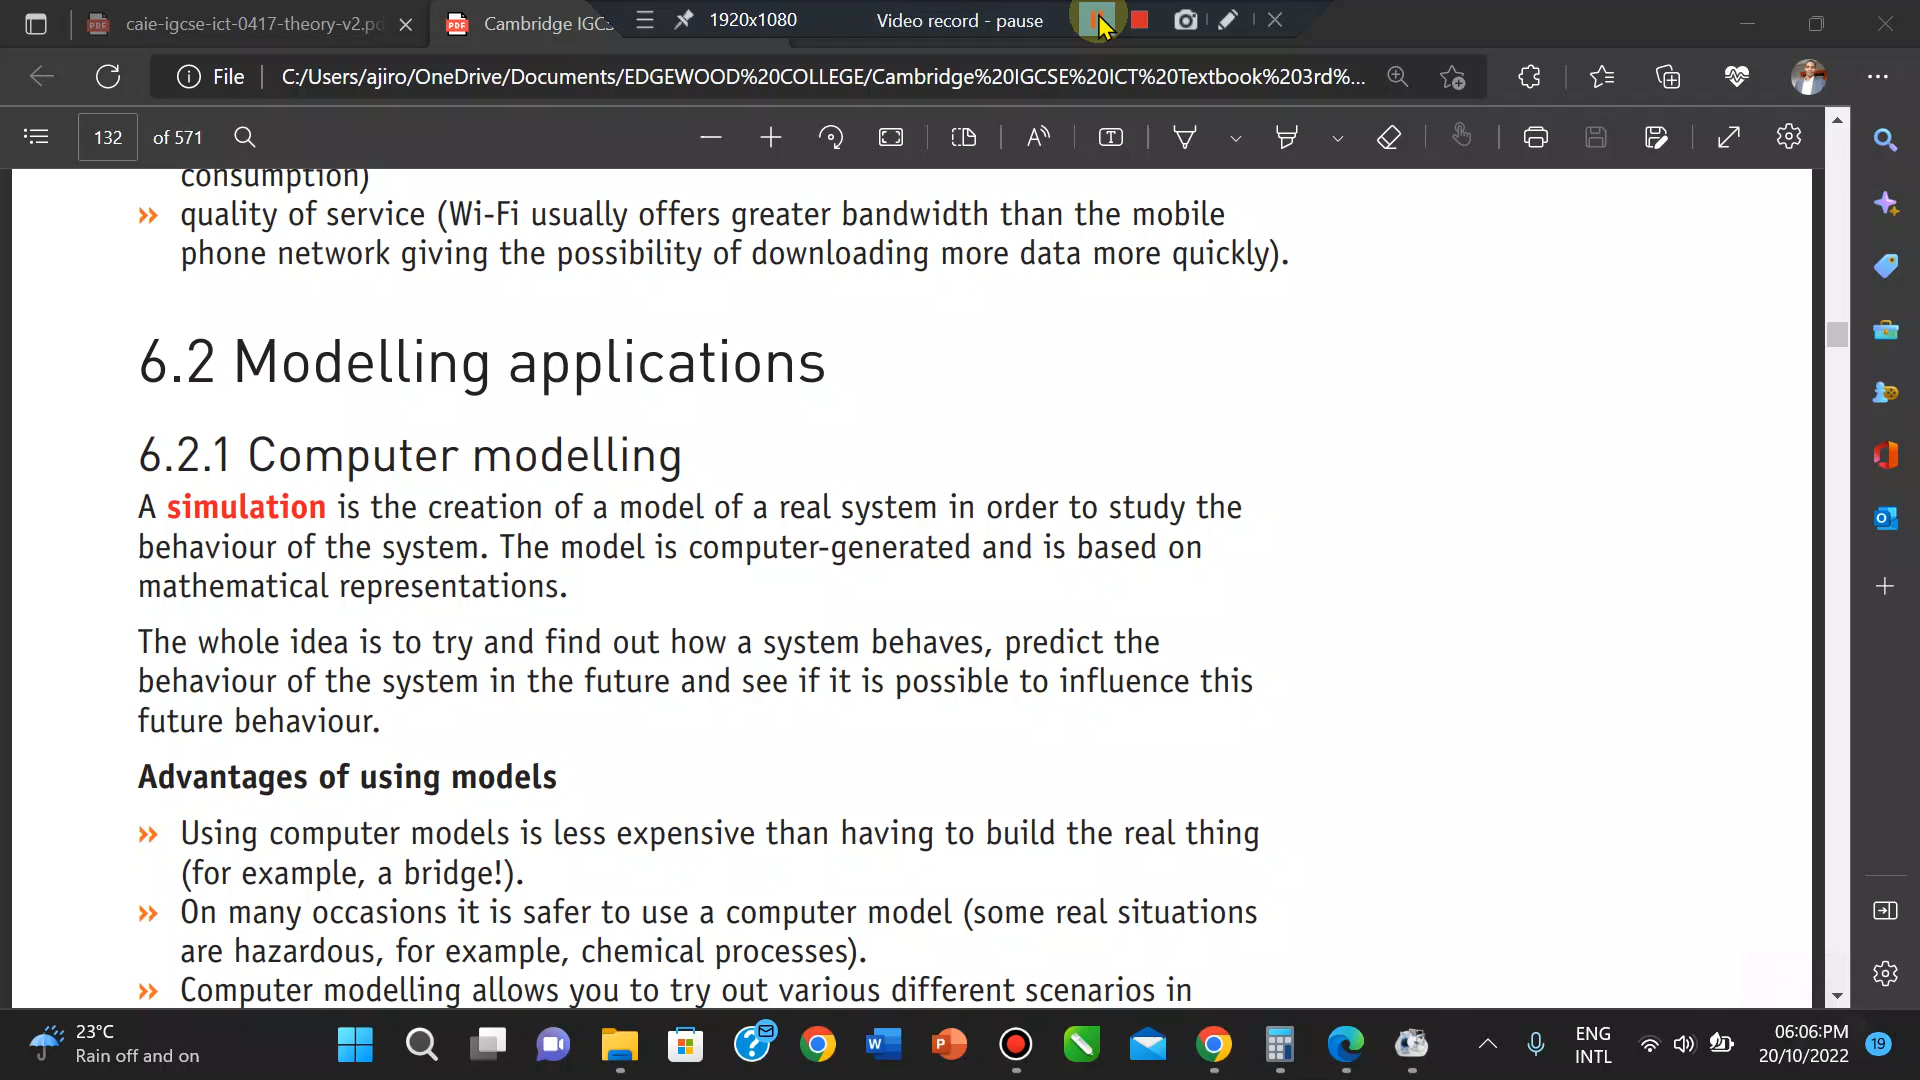 caie-igcse-ict-0417-theory-v2.pd
Cambridge IGC
1920x1080
Video record - pause
File
C:/Users/ajiro/OneDrive/Documents/EDGEWOOD%20COLLEGE/Cambridge%20IGCSE%20ICT%20Textbook%203rd%...
132
of 571
consumption)
» quality of service (Wi-Fi usually offers greater bandwidth than the mobile
phone network giving the possibility of downloading more data more quickly).
6.2 Modelling applications
6.2.1 Computer modelling
A simulation is the creation of a model of a real system in order to study the
behaviour of the system. The model is computer-generated and is based on
mathematical representations.
The whole idea is to try and find out how a system behaves, predict the
behaviour of the system in the future and see if it is possible to influence this
future behaviour.
Advantages of using models
» Using computer models is less expensive than having to build the real thing
(for example, a bridge!).
» On many occasions it is safer to use a computer model (some real situations
are hazardous, for example, chemical processes).
» Computer modelling allows you to try out various different scenarios in
23°C
Rain off and on
ENG
INTL
06:06:PM
20/10/2022
19